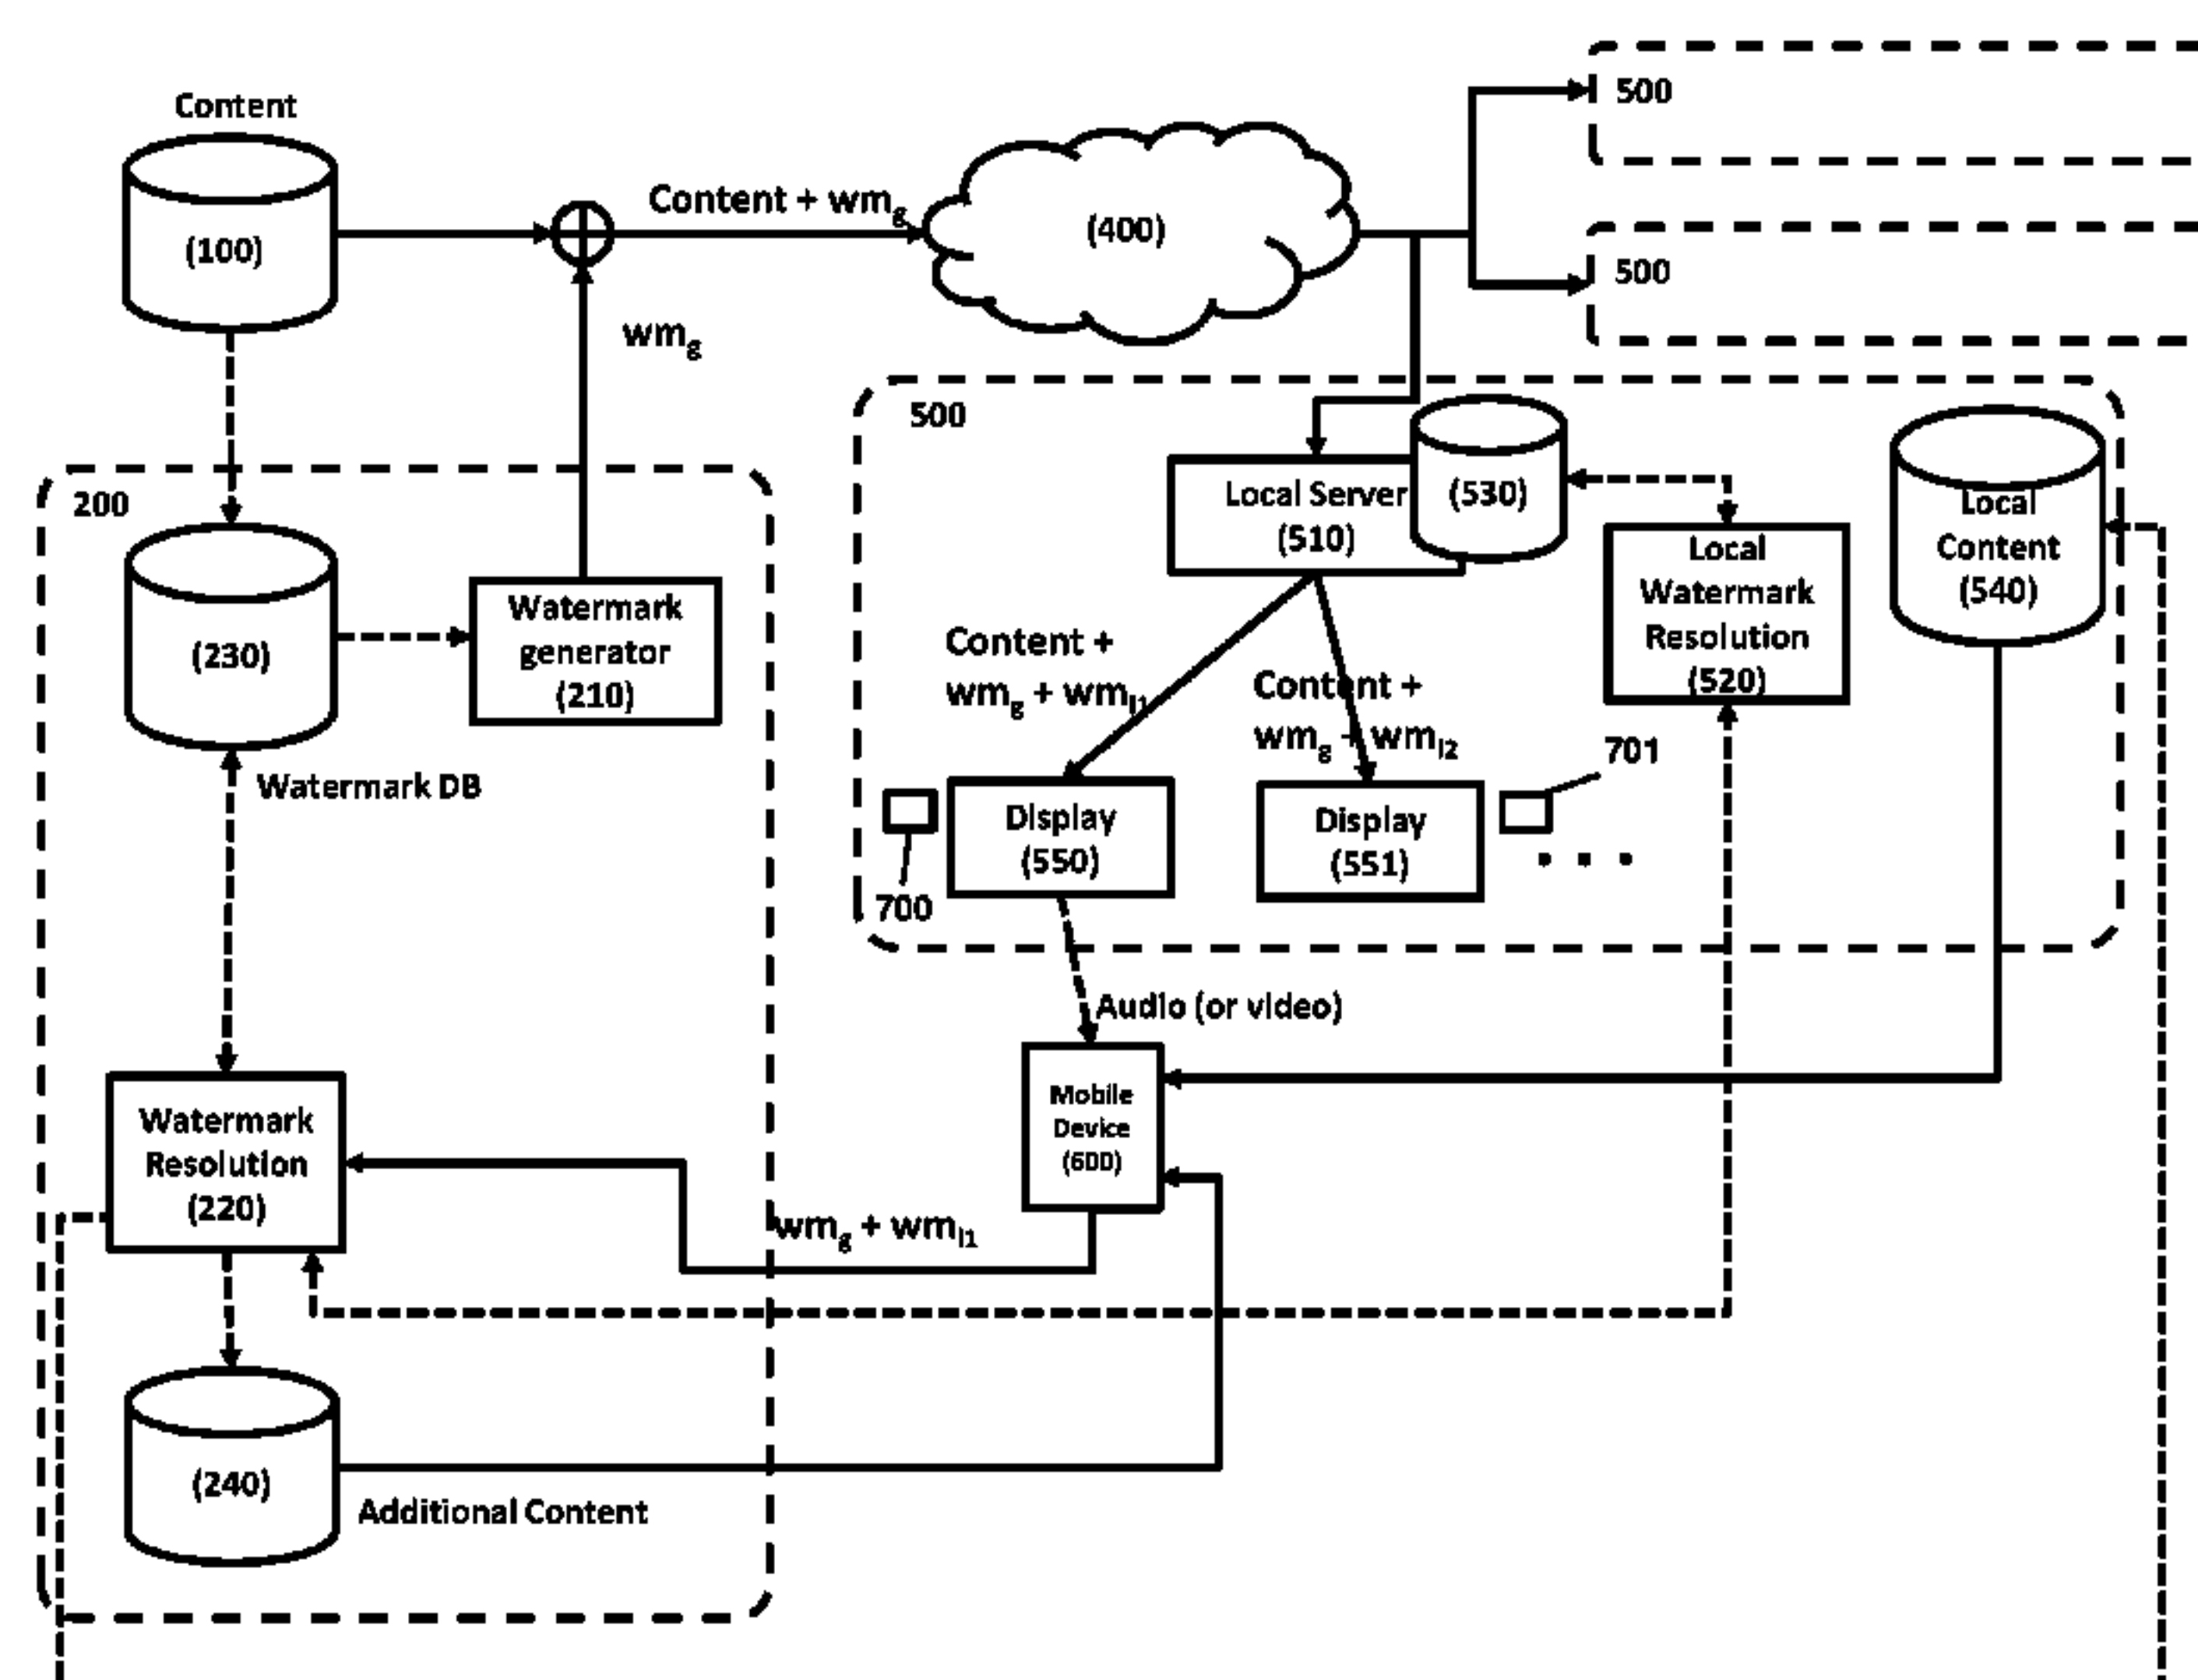 Content
(100)
Content + wmg
wmg
(400)
500
500
500
200
(230)
Watermark
generator
(210)
Watermark DB
Local Server
(510)
(530)
Local
Watermark
Resolution
(520)
Local
Content
(540)
Content +
wmg + wml1
Content +
wmg + wml2
701
Display
(550)
Display
(551)
. . .
700
Audio (or video)
Mobile
Device
(600)
Watermark
Resolution
(220)
wmg + wml1
(240)
Additional Content